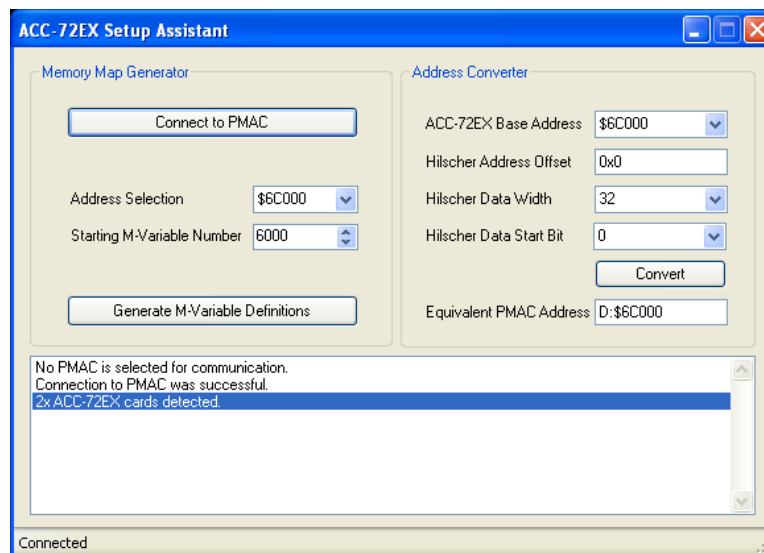 ACC-72EX Setup Assistant
Memory Map Generator
Connect to PMAC
Address Selection $6C000
Starting M-Variable Number 6000
Generate M-Variable Definitions
Address Converter
ACC-72EX Base Address $6C000
Hilscher Address Offset 0x0
Hilscher Data Width 32
Hilscher Data Start Bit 0
Convert
Equivalent PMAC Address D:$6C000
No PMAC is selected for communication.
Connection to PMAC was successful.
2x ACC-72EX cards detected.
Connected